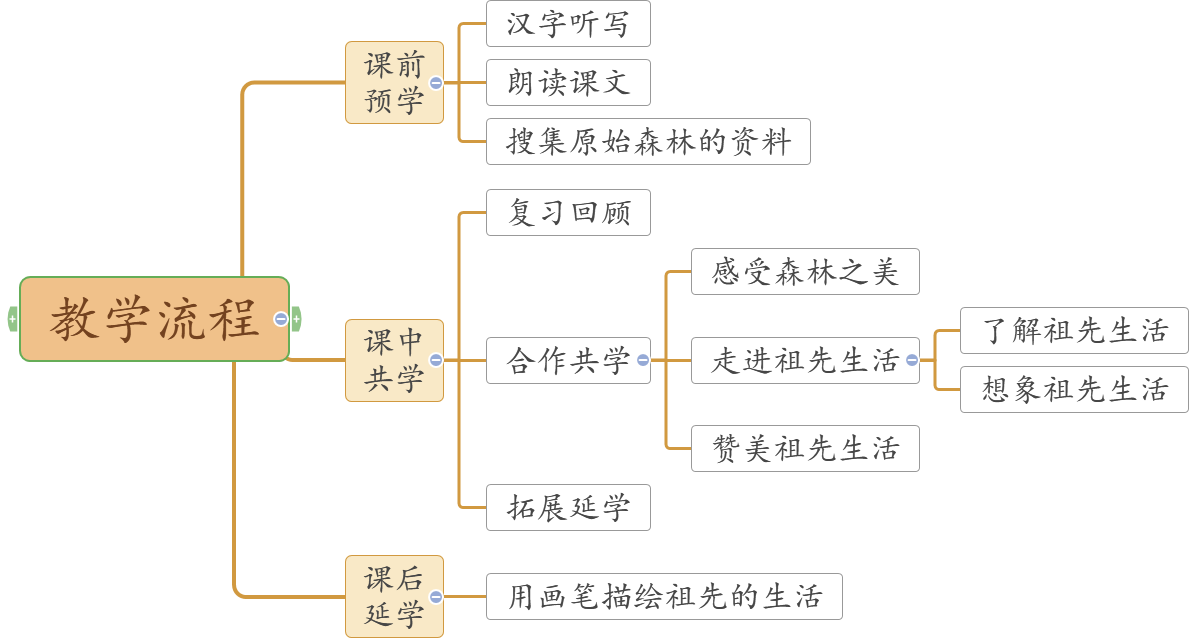 教学流程
课前
预学
汉字听写
朗读课文
搜集原始森林的资料
课中
共学
复习回顾
合作共学
感受森林之美
走进祖先生活
了解祖先生活
想象祖先生活
赞美祖先生活
拓展延学
课后
延学
用画笔描绘祖先的生活